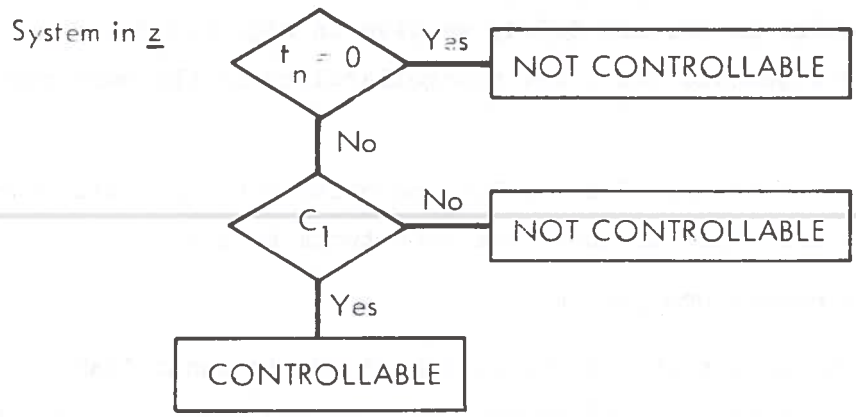 System in z
t_n = 0
Yes
NOT CONTROLLABLE
No
C_1
No
NOT CONTROLLABLE
Yes
CONTROLLABLE